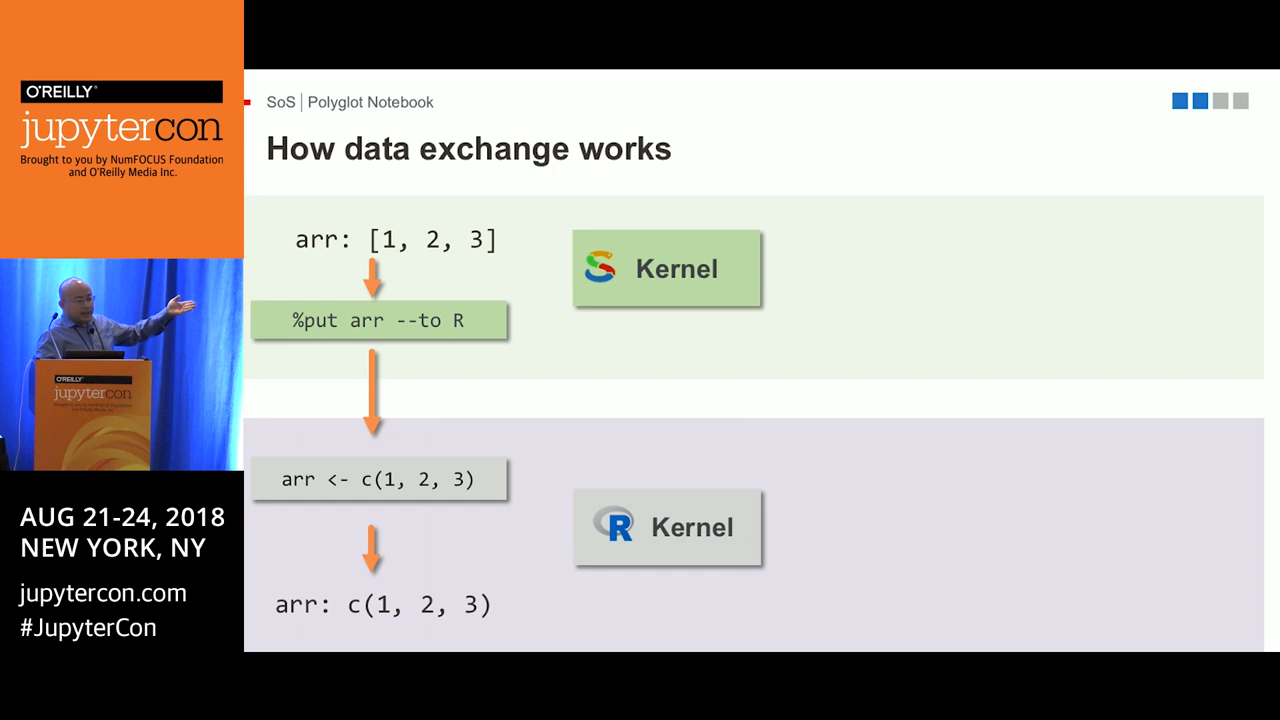 O'REILLY®
jupytercon
Brought to you by NumFOCUS Foundation
and O'Reilly Media Inc.
SoS | Polyglot Notebook
How data exchange works
arr: [1, 2, 3]
Kernel
%put arr --to R
arr <- c(1, 2, 3)
R Kernel
arr: c(1, 2, 3)
O'REILLY
jupytercon
AUG 21-24, 2018
NEW YORK, NY
jupytercon.com
#JupyterCon